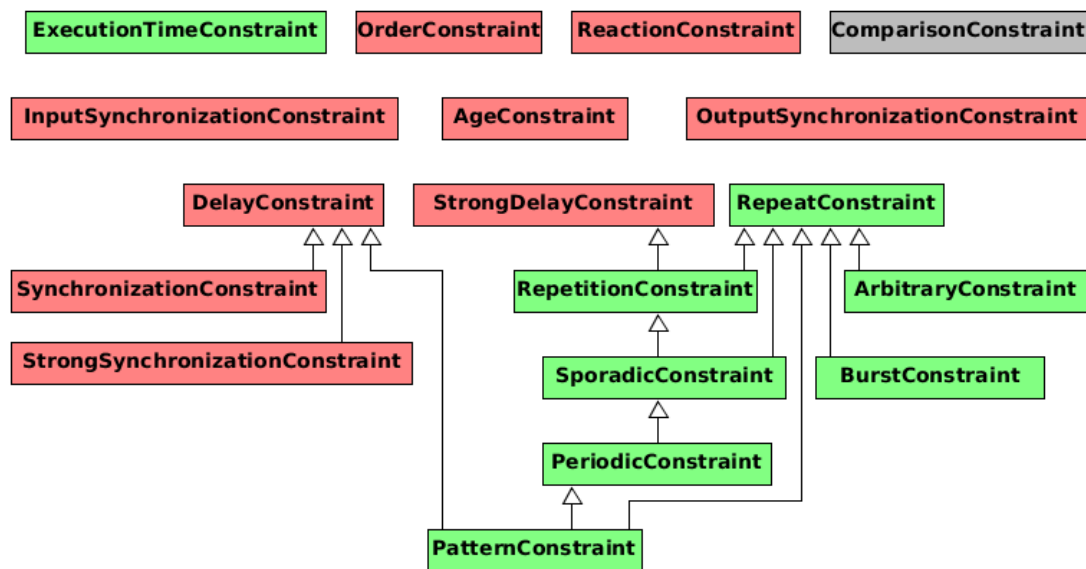 ExecutionTimeConstraint
OrderConstraint
ReactionConstraint
ComparisonConstraint
InputSynchronizationConstraint
AgeConstraint
OutputSynchronizationConstraint
DelayConstraint
StrongDelayConstraint
RepeatConstraint
SynchronizationConstraint
RepetitionConstraint
ArbitraryConstraint
StrongSynchronizationConstraint
SporadicConstraint
BurstConstraint
PeriodicConstraint
PatternConstraint